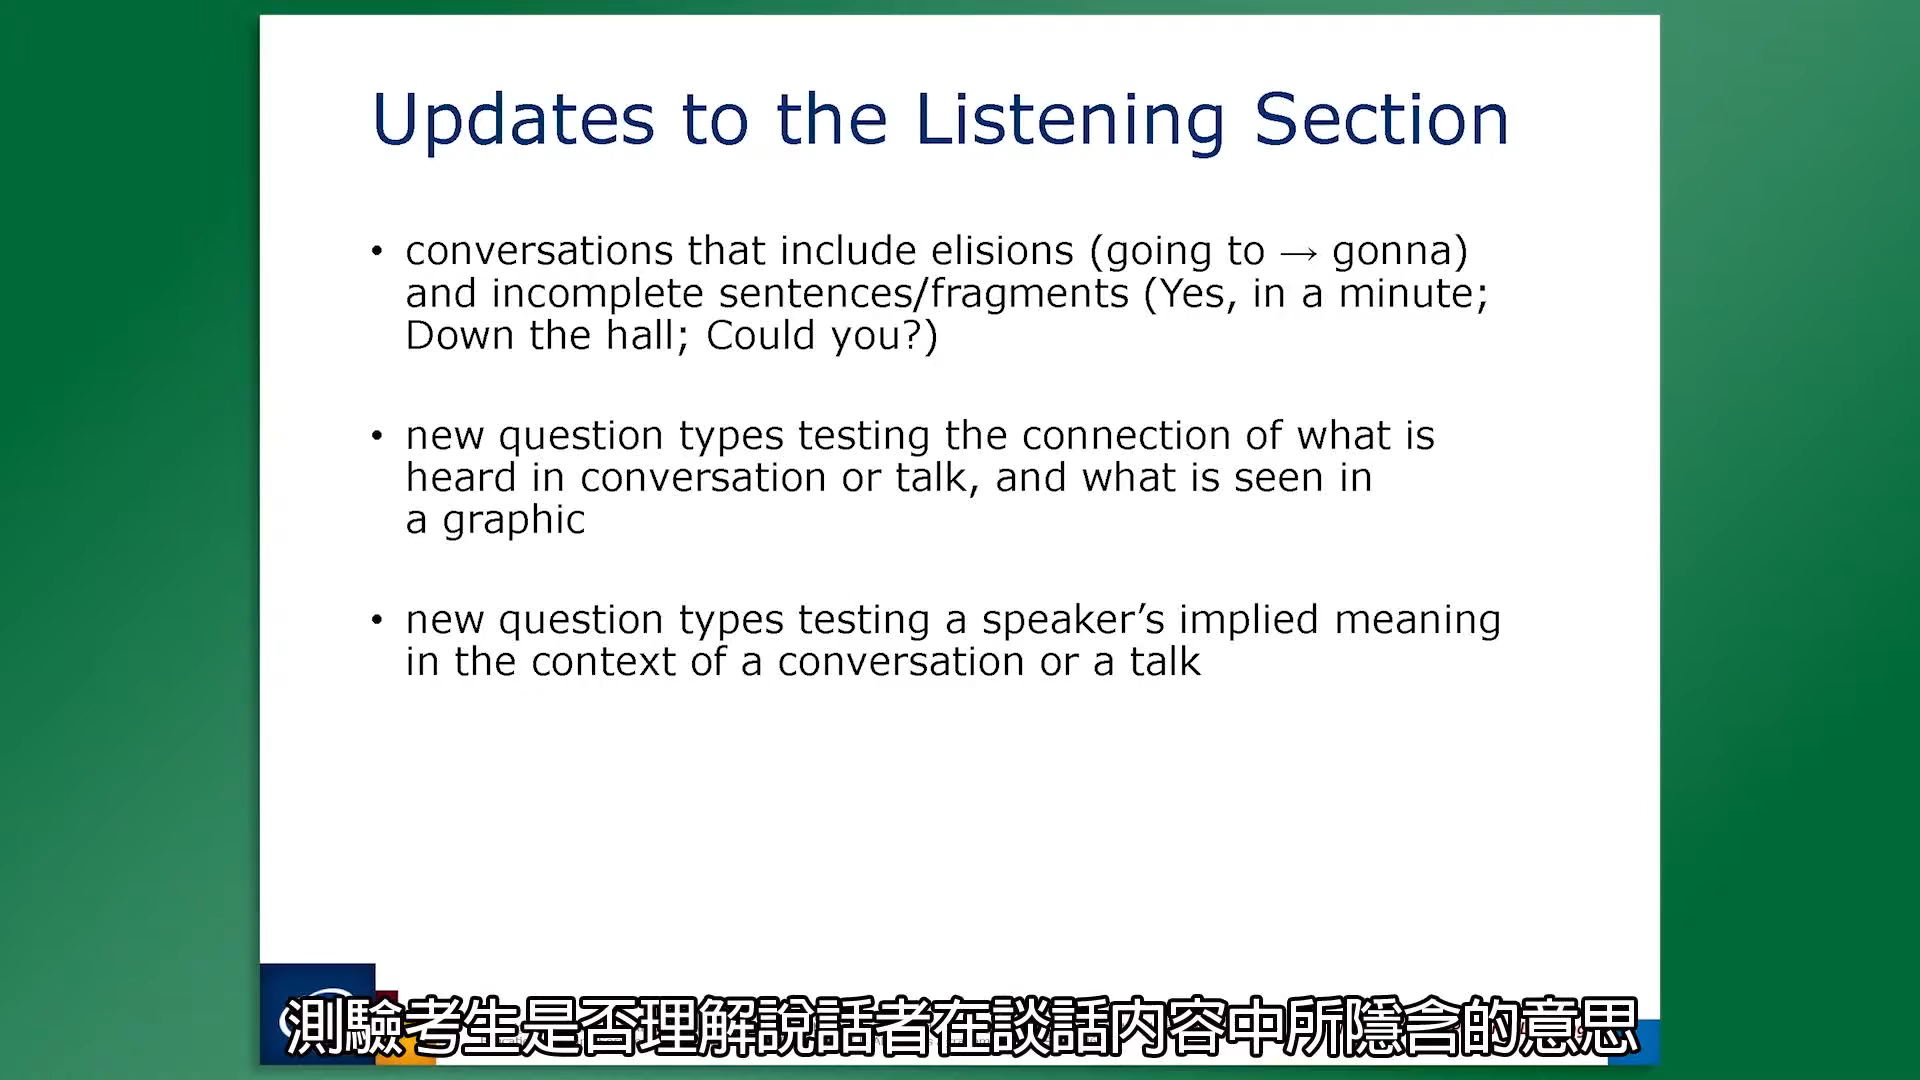 Updates to the Listening Section
• conversations that include elisions (going to → gonna)
and incomplete sentences/fragments (Yes, in a minute;
Down the hall; Could you?)
• new question types testing the connection of what is
heard in conversation or talk, and what is seen in
a graphic
• new question types testing a speaker’s implied meaning
in the context of a conversation or a talk
測驗考生是否理解說話者在談話內容中所隱含的意思